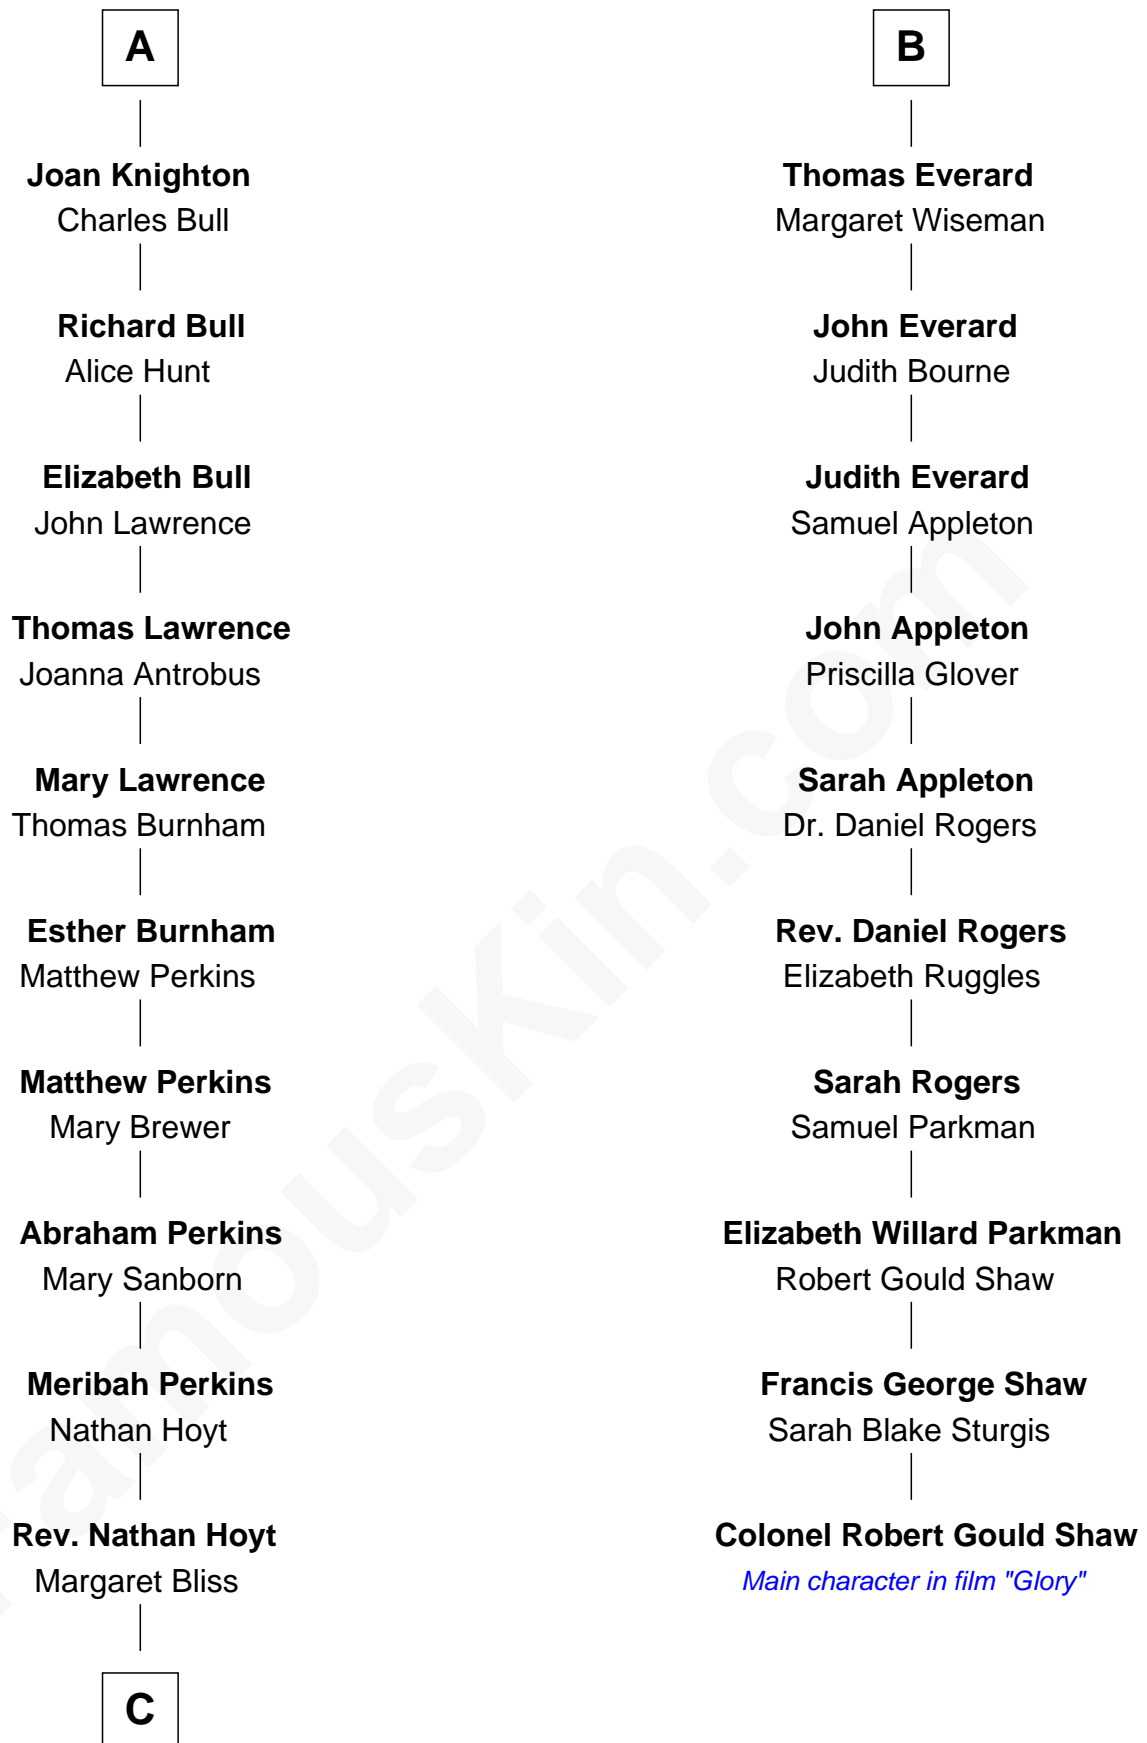 A
Joan Knighton
Charles Bull
Richard Bull
Alice Hunt
Elizabeth Bull
John Lawrence
Thomas Lawrence
Joanna Antrobus
Mary Lawrence
Thomas Burnham
Esther Burnham
Matthew Perkins
Matthew Perkins
Mary Brewer
Abraham Perkins
Mary Sanborn
Meribah Perkins
Nathan Hoyt
Rev. Nathan Hoyt
Margaret Bliss
C
B
Thomas Everard
Margaret Wiseman
John Everard
Judith Bourne
Judith Everard
Samuel Appleton
John Appleton
Priscilla Glover
Sarah Appleton
Dr. Daniel Rogers
Rev. Daniel Rogers
Elizabeth Ruggles
Sarah Rogers
Samuel Parkman
Elizabeth Willard Parkman
Robert Gould Shaw
Francis George Shaw
Sarah Blake Sturgis
Colonel Robert Gould Shaw
Main character in film "Glory"
FamousKin.com